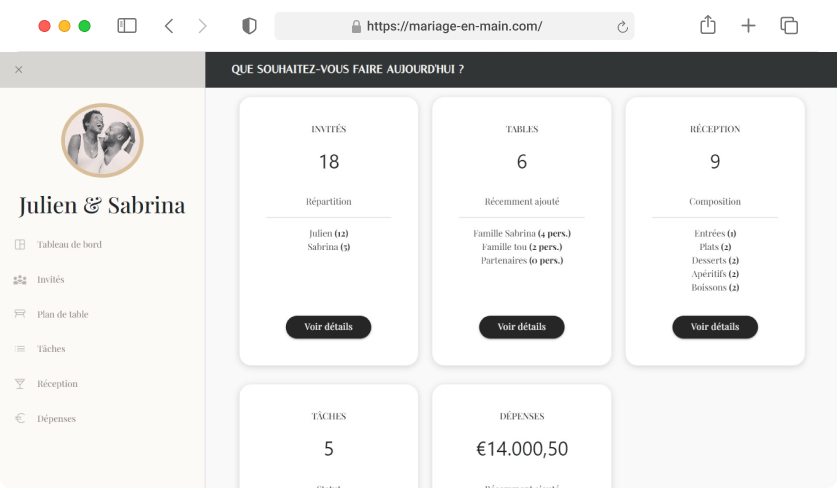 https://mariage-en-main.com/
QUE SOUHAITEZ-VOUS FAIRE AUJOURD'HUI ?
Julien & Sabrina
Tableau de bord
Invités
Plan de table
Tâches
Réception
Dépenses
INVITÉS
18
Répartition
Julien (12)
Sabrina (5)
Voir détails
TABLES
6
Récemment ajouté
Famille Sabrina (4 pers.)
Famille tou (2 pers.)
Partenaires (0 pers.)
Voir détails
RÉCEPTION
9
Composition
Entrées (1)
Plats (2)
Desserts (2)
Apéritifs (2)
Boissons (2)
Voir détails
TÂCHES
5
DÉPENSES
€14.000,50
Récemment ajouté